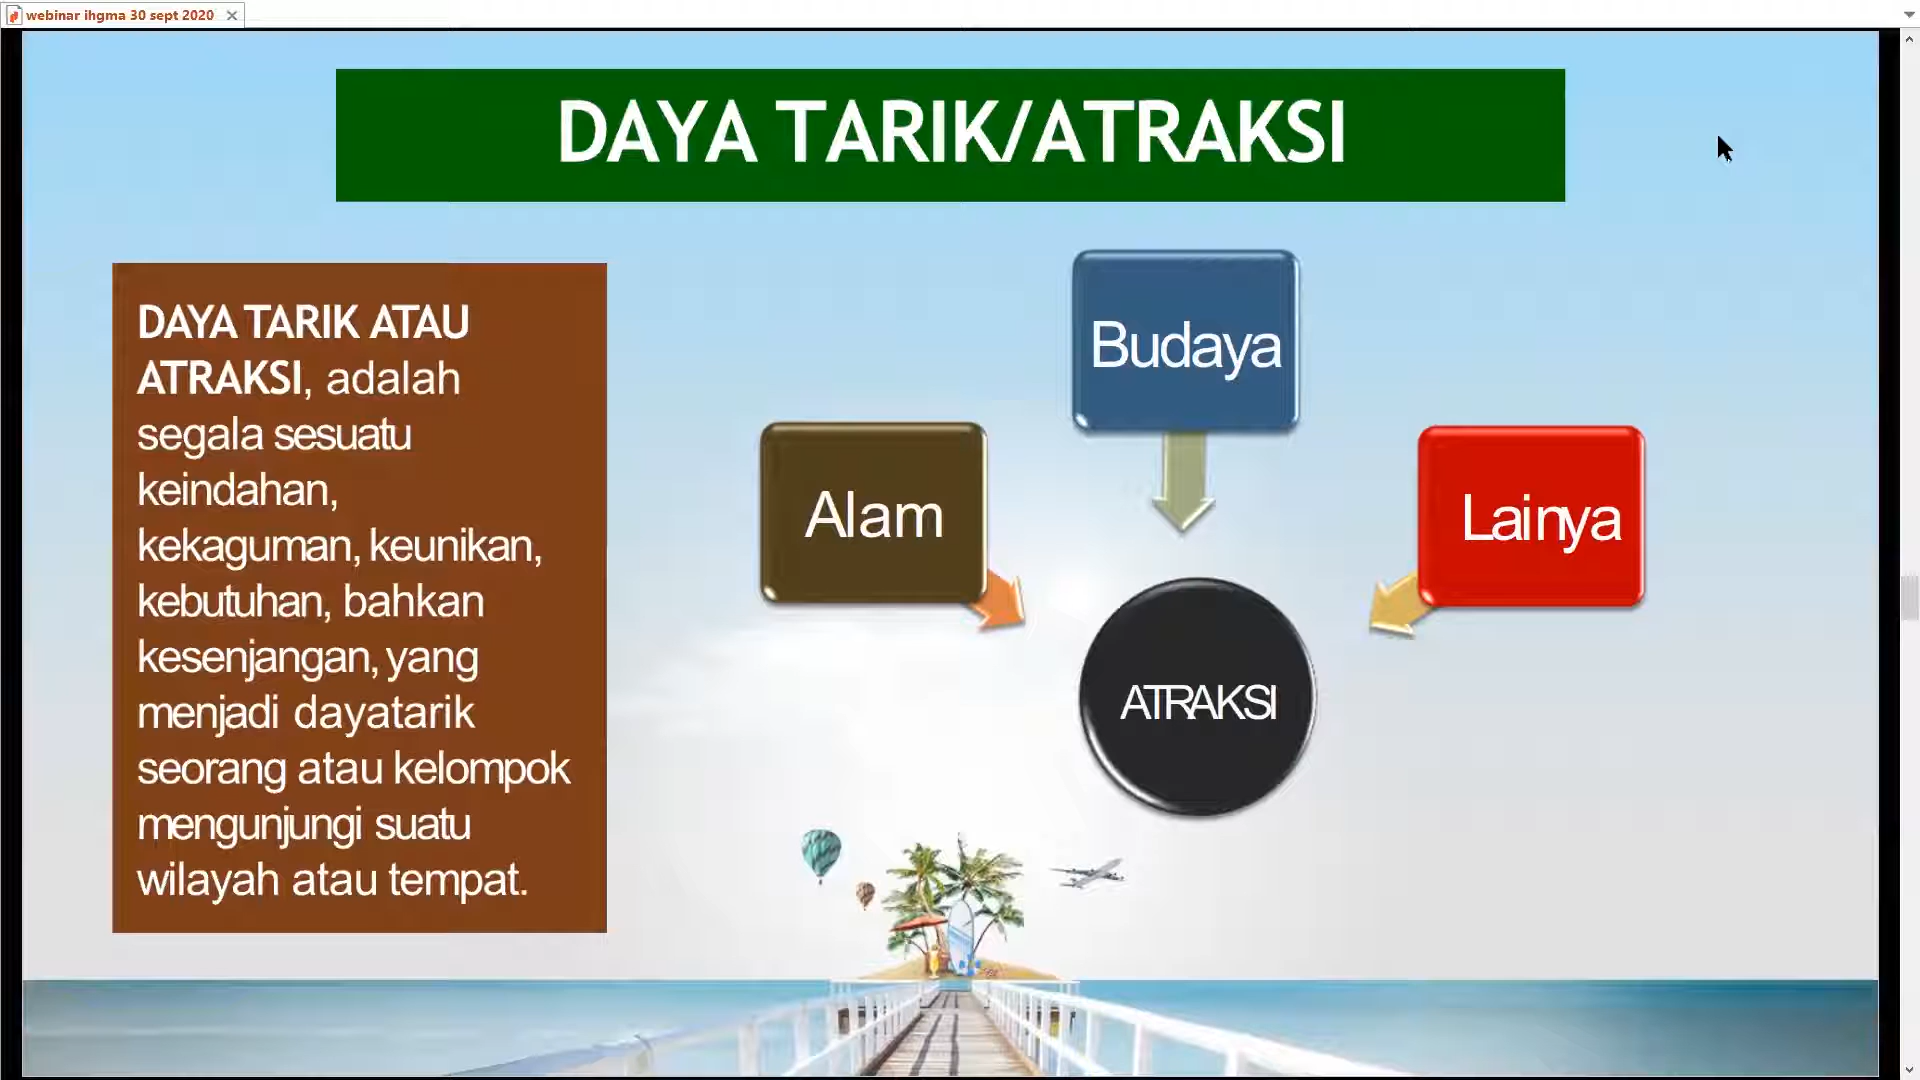 webinar ihgma 30 sept 2020
DAYA TARIK/ATRAKSI
DAYA TARIK ATAU
ATRAKSI, adalah
segala sesuatu
keindahan,
kekaguman, keunikan,
kebutuhan, bahkan
kesenjangan, yang
menjadi dayatarik
seorang atau kelompok
mengunjungi suatu
wilayah atau tempat.
Budaya
Alam
Lainya
ATRAKSI